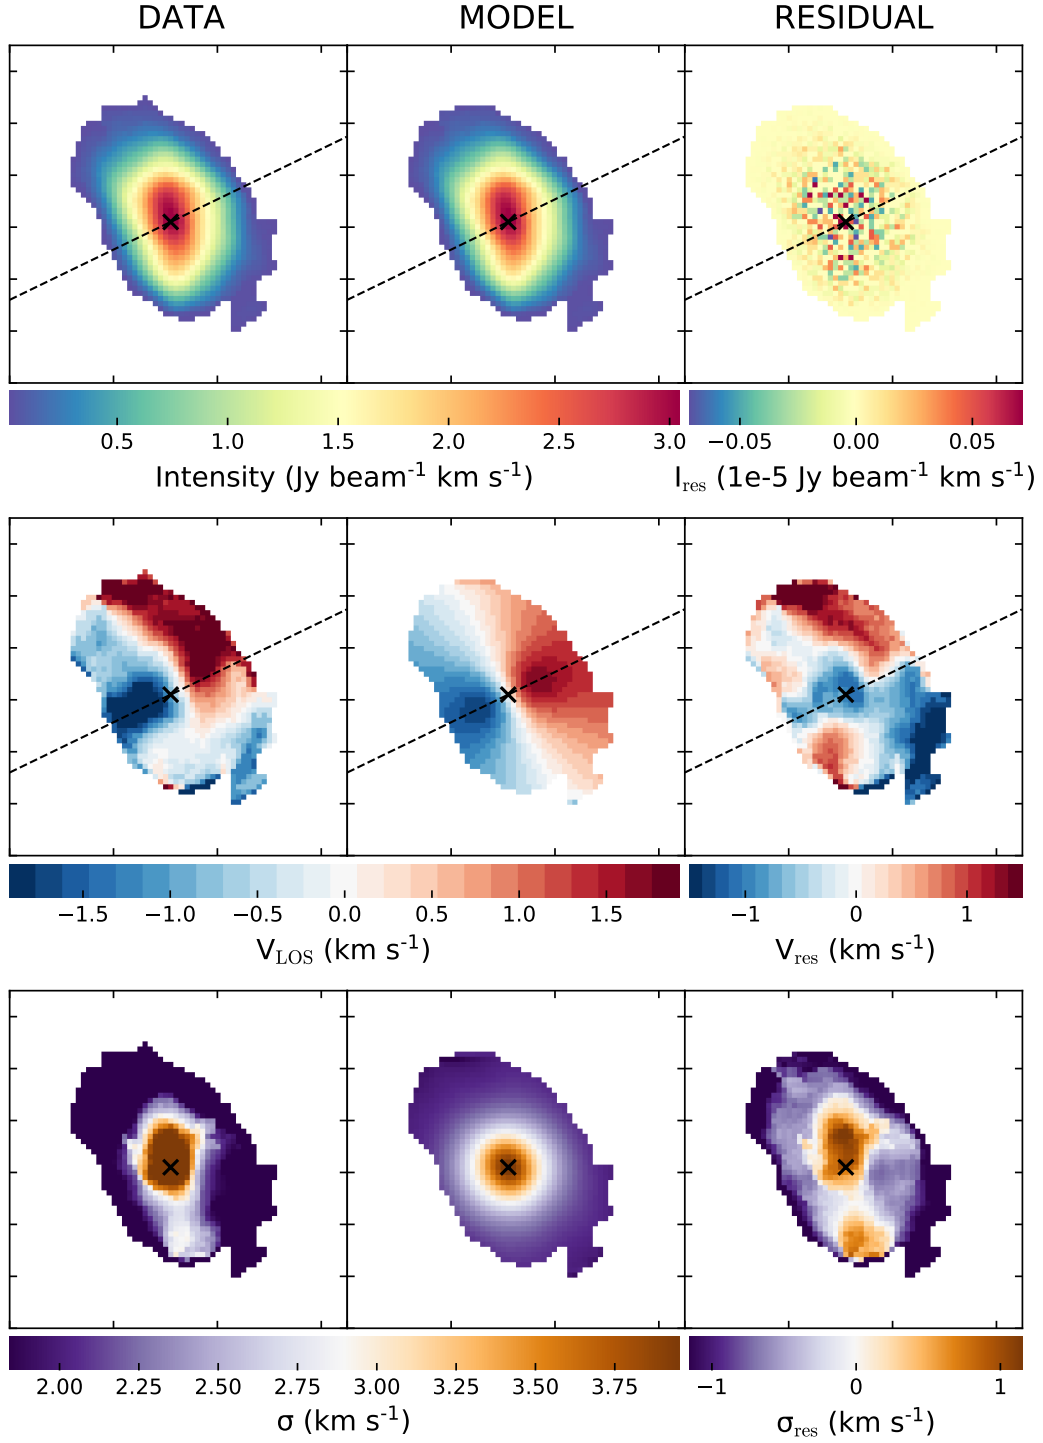 DATA MODEL RESIDUAL
0.5 1.0 1.5 2.0 2.5 3.0 −0.05 0.00 0.05
Intensity (Jy beam⁻¹ km s⁻¹) I_res (1e-5 Jy beam⁻¹ km s⁻¹)
−1.5 −1.0 −0.5 0.0 0.5 1.0 1.5 −1 0 1
V_LOS (km s⁻¹) V_res (km s⁻¹)
2.00 2.25 2.50 2.75 3.00 3.25 3.50 3.75 −1 0 1
σ (km s⁻¹) σ_res (km s⁻¹)